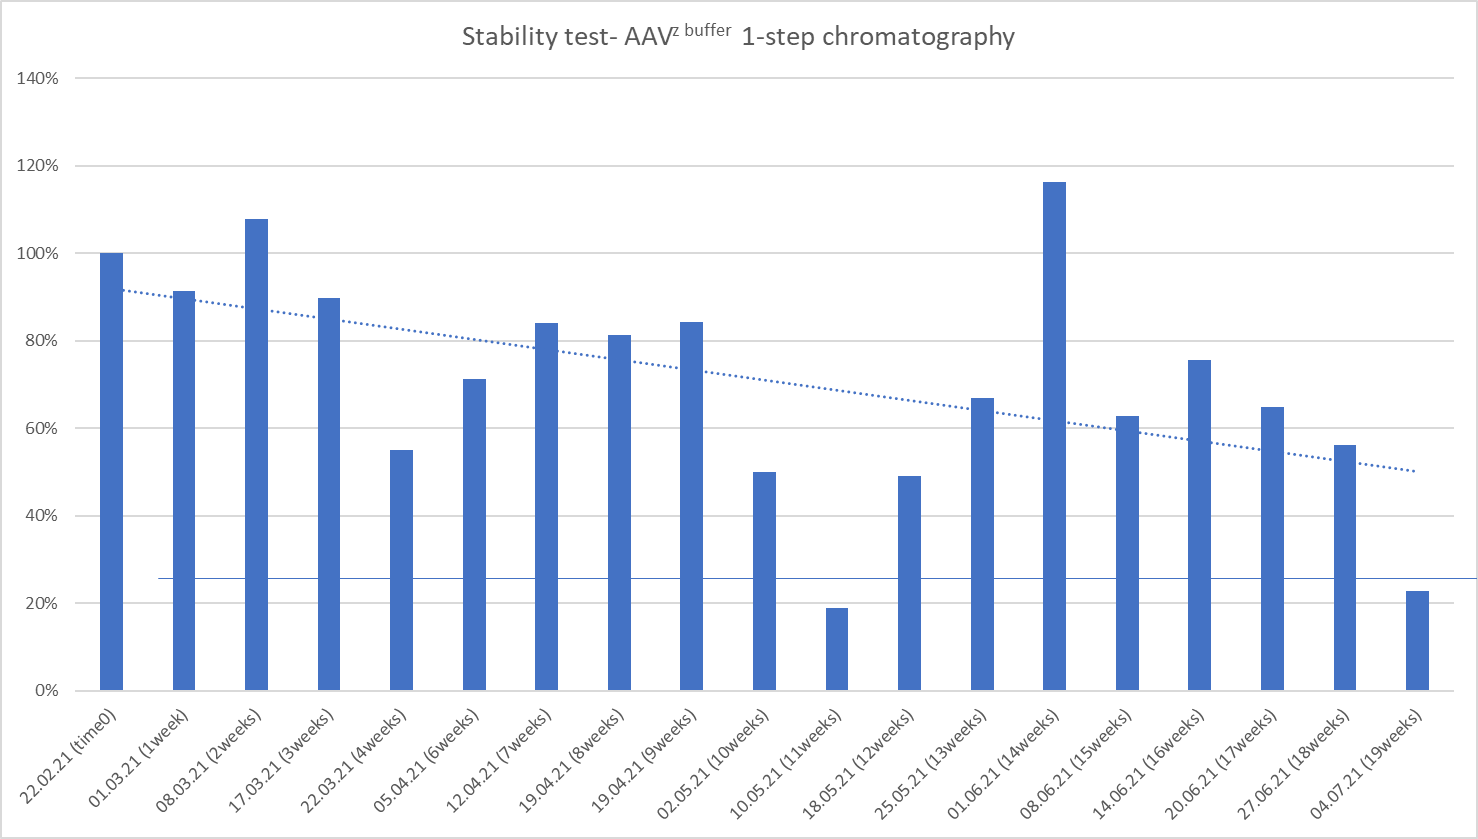 Stability test- AAVz buffer 1-step chromatography
140%
120%
100%
80%
60%
40%
20%
0%
22.02.21 (time0)
01.03.21 (1week)
08.03.21 (2weeks)
17.03.21 (3weeks)
22.03.21 (4weeks)
05.04.21 (6weeks)
12.04.21 (7weeks)
19.04.21 (8weeks)
19.04.21 (9weeks)
02.05.21 (10weeks)
10.05.21 (11weeks)
18.05.21 (12weeks)
25.05.21 (13weeks)
01.06.21 (14weeks)
08.06.21 (15weeks)
14.06.21 (16weeks)
20.06.21 (17weeks)
27.06.21 (18weeks)
04.07.21 (19weeks)